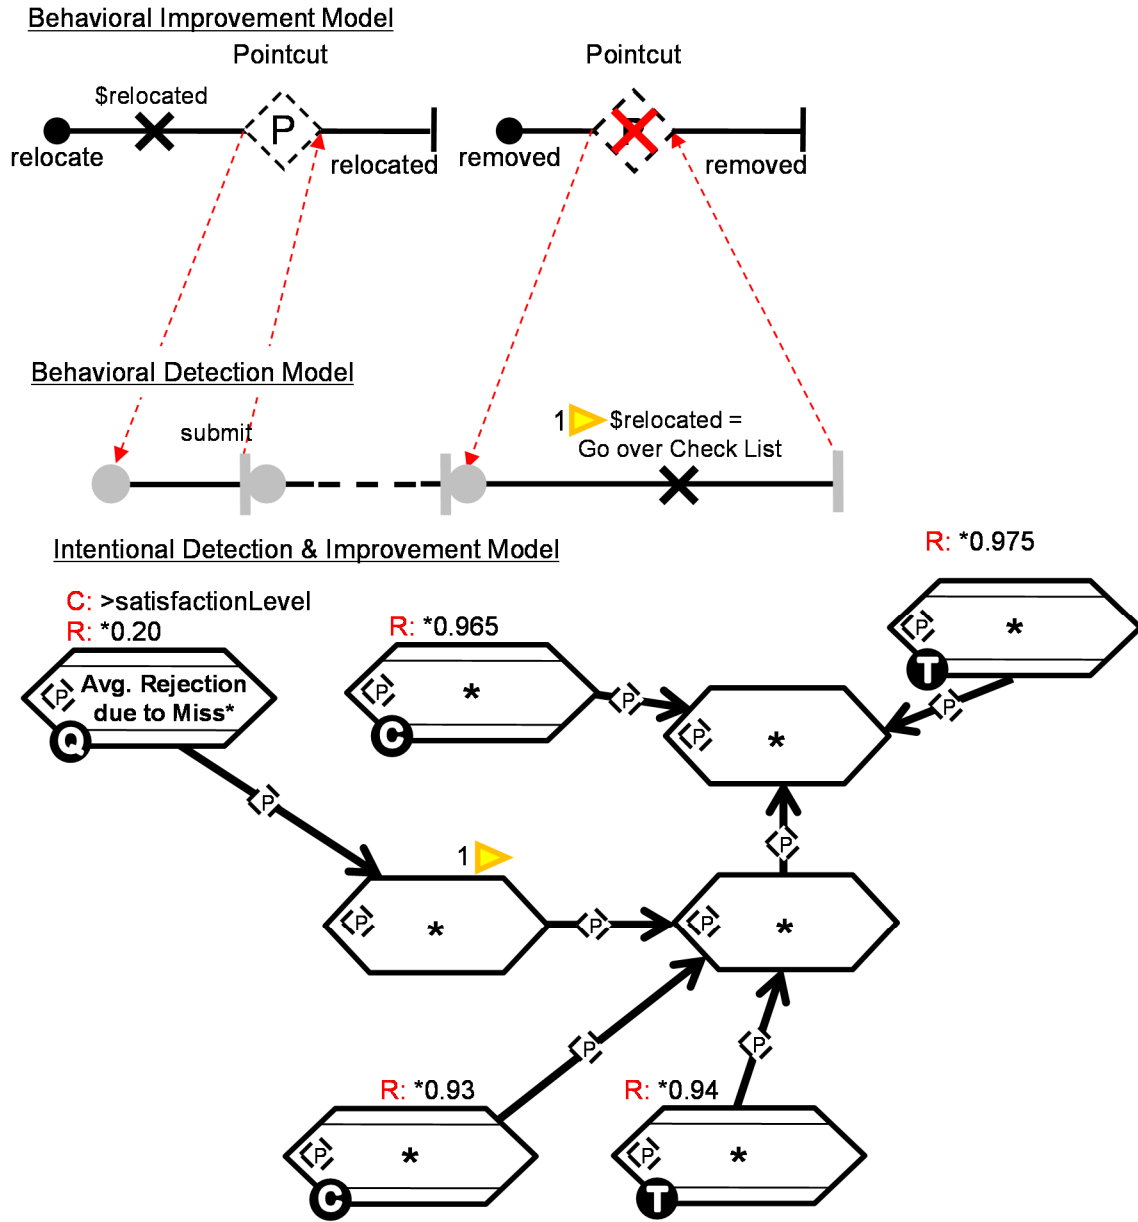 Behavioral Improvement Model
Pointcut
Pointcut
$relocated
P
relocate
relocated
removed
removed
Behavioral Detection Model
submit
1 $relocated =
Go over Check List
Intentional Detection & Improvement Model
R: *0.975
C: >satisfactionLevel
R: *0.20
R: *0.965
P
*
T
P
Avg. Rejection
due to Miss*
Q
P
*
C
P
P
P
*
P
P
1
P
*
P
P
*
P
P
R: *0.93
R: *0.94
P
*
C
P
*
T